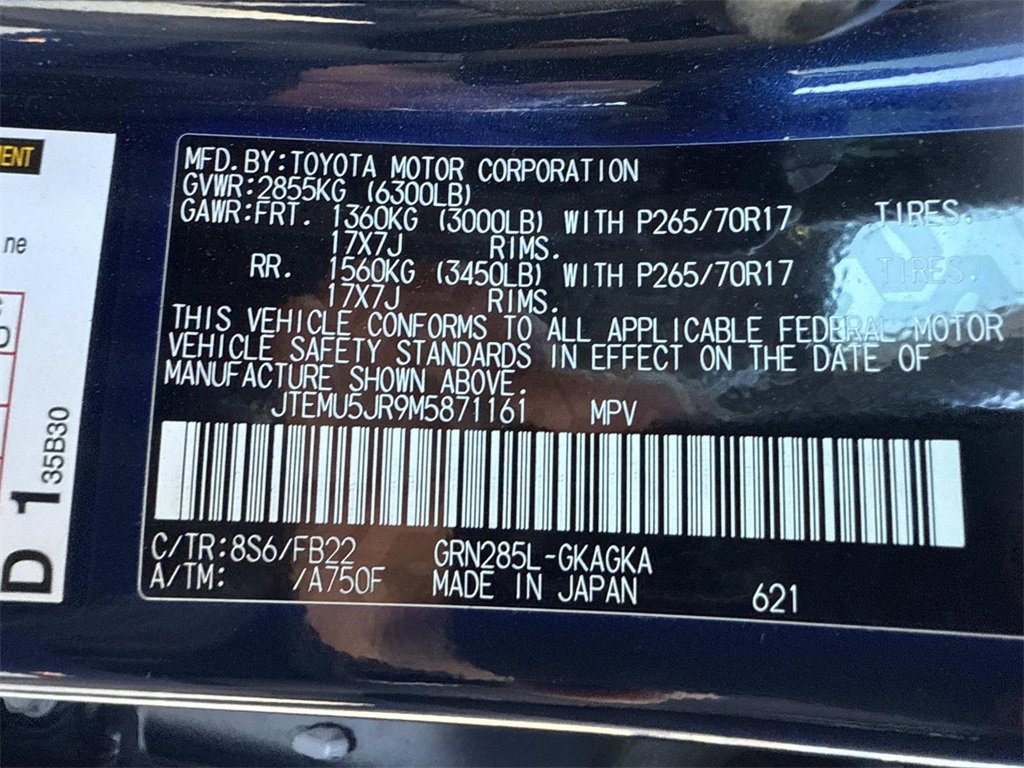 MFD. BY:TOYOTA MOTOR CORPORATION
GVWR:2855KG (6300LB)
GAWR:FRT. 1360KG (3000LB) WITH P265/70R17 TIRES.
17X7J RIMS.
RR. 1560KG (3450LB) WITH P265/70R17 TIRES.
17X7J RIMS.
THIS VEHICLE CONFORMS TO ALL APPLICABLE FEDERAL MOTOR
VEHICLE SAFETY STANDARDS IN EFFECT ON THE DATE OF
MANUFACTURE SHOWN ABOVE.
JTEMU5JR9M5871161 MPV
C/TR:8S6/FB22 GRN285L-GKAGKA
A/TM: /A750F MADE IN JAPAN 621
ne
D 1 35B30